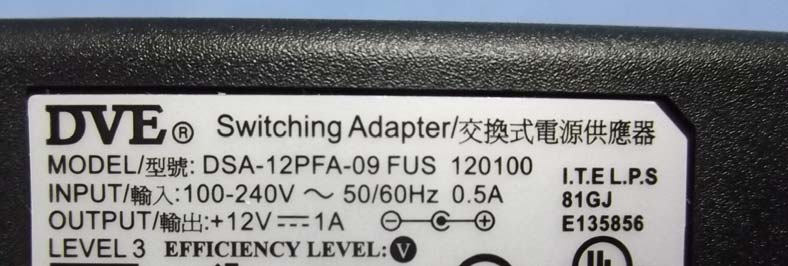 DVE® Switching Adapter/交換式電源供應器
MODEL/型號: DSA-12PFA-09 FUS 120100
INPUT/輸入:100-240V ～ 50/60Hz 0.5A
OUTPUT/輸出:+12V⎓1A
LEVEL 3 EFFICIENCY LEVEL:Ⓥ
I.T.E L.P.S
81GJ
E135856